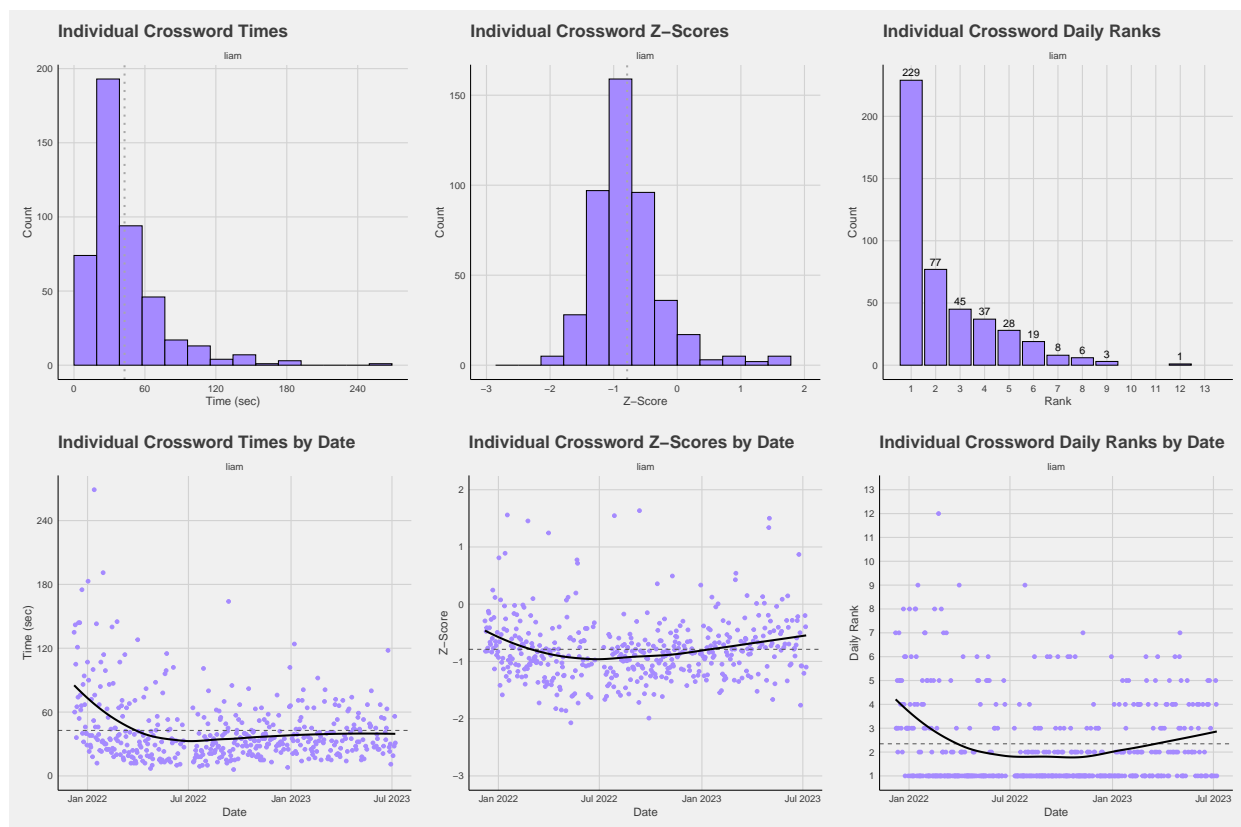 Individual Crossword Times
liam
200
150
100
50
0
Count
0 60 120 180 240
Time (sec)
Individual Crossword Z−Scores
liam
150
100
50
0
Count
−3 −2 −1 0 1 2
Z−Score
Individual Crossword Daily Ranks
liam
200
150
100
50
0
Count
229
77
45
37
28
19
8
6
3
1
1 2 3 4 5 6 7 8 9 10 11 12 13
Rank
Individual Crossword Times by Date
liam
240
180
120
60
0
Time (sec)
Jan 2022 Jul 2022 Jan 2023 Jul 2023
Date
Individual Crossword Z−Scores by Date
liam
2
1
0
−1
−2
−3
Z−Score
Jan 2022 Jul 2022 Jan 2023 Jul 2023
Date
Individual Crossword Daily Ranks by Date
liam
13
12
11
10
9
8
7
6
5
4
3
2
1
Daily Rank
Jan 2022 Jul 2022 Jan 2023 Jul 2023
Date